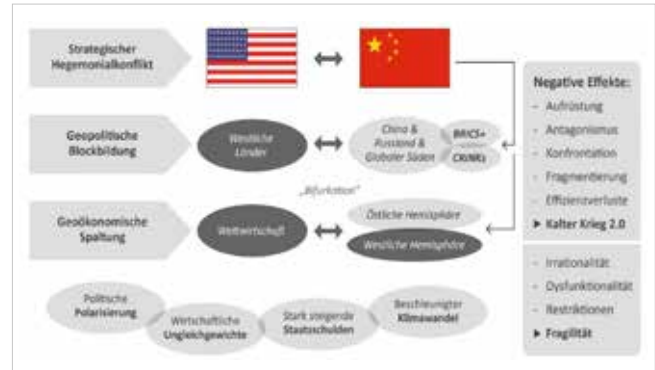 Strategischer
Hegemonialkonflikt
Geopolitische
Blockbildung
Westliche
Länder
China &
Russland &
Globaler Süden
BRICS+
„Bifurkation“
Geoökonomische
Spaltung
Weltwirtschaft
Östliche Hemisphäre
Westliche Hemisphäre
Politische
Polarisierung
Wirtschaftliche
Ungleichgewichte
Stark steigende
Staatsschulden
Beschleunigter
Klimawandel
Negative Effekte:
- Aufrüstung
- Antagonismus
- Konfrontation
- Fragmentierung
- Effizienzverluste
▶ Kalter Krieg 2.0
- Irrationalität
- Dysfunktionalität
- Restriktionen
▶ Fragilität